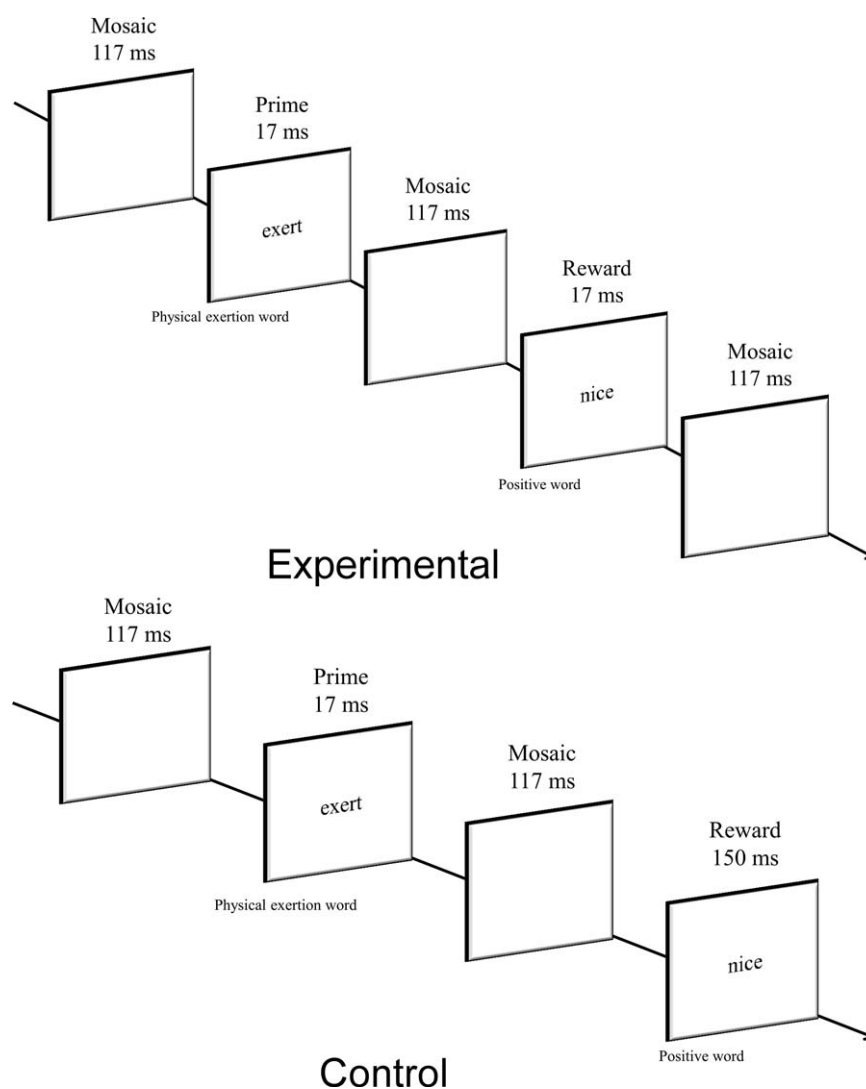 Mosaic
117 ms
Prime
17 ms
exert
Physical exertion word
Mosaic
117 ms
Reward
17 ms
nice
Positive word
Mosaic
117 ms
Experimental
Mosaic
117 ms
Prime
17 ms
exert
Physical exertion word
Mosaic
117 ms
Reward
150 ms
nice
Positive word
Control